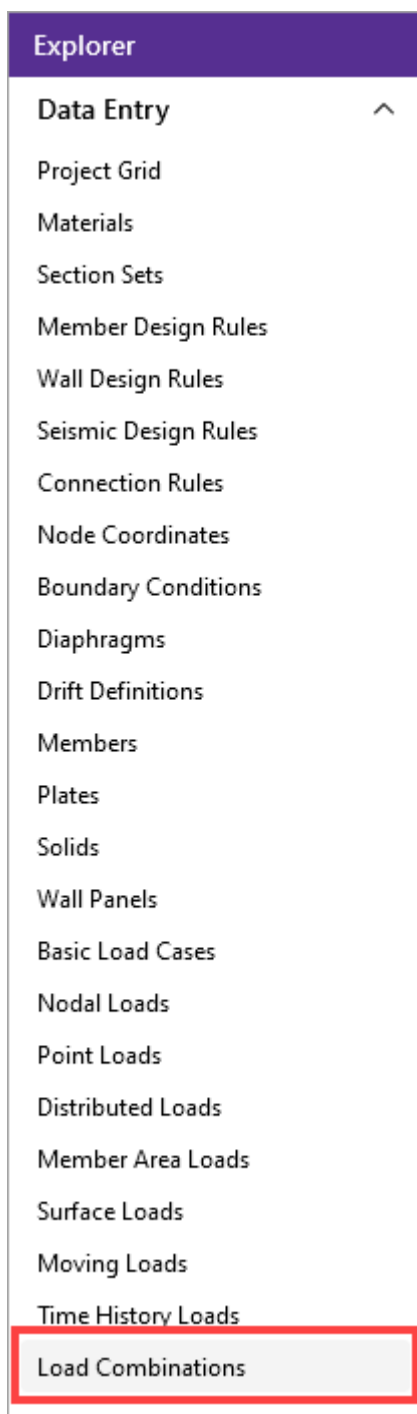 Explorer
Data Entry
Project Grid
Materials
Section Sets
Member Design Rules
Wall Design Rules
Seismic Design Rules
Connection Rules
Node Coordinates
Boundary Conditions
Diaphragms
Drift Definitions
Members
Plates
Solids
Wall Panels
Basic Load Cases
Nodal Loads
Point Loads
Distributed Loads
Member Area Loads
Surface Loads
Moving Loads
Time History Loads
Load Combinations